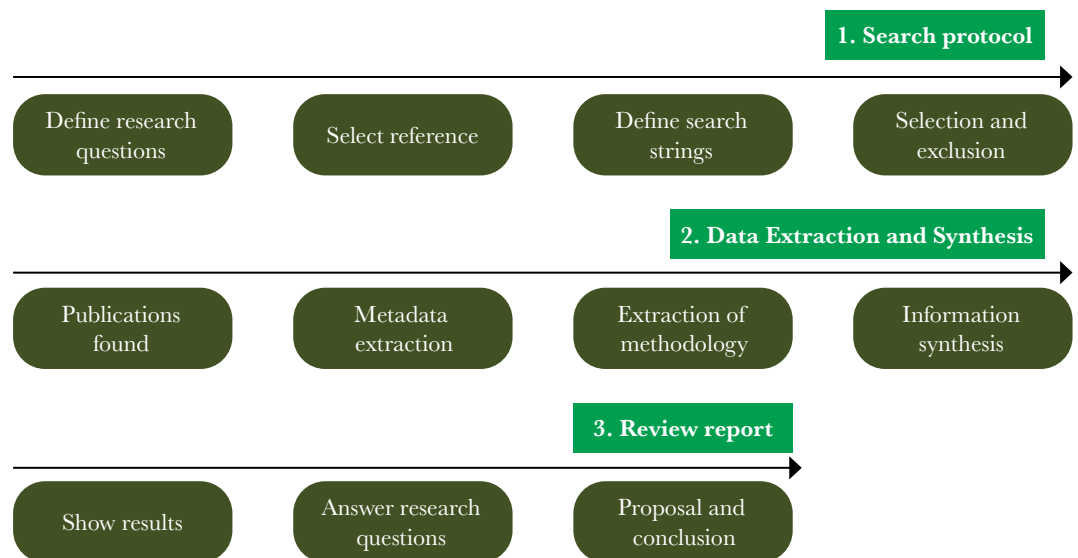 1. Search protocol
Define research
questions
Select reference
Define search
strings
Selection and
exclusion
2. Data Extraction and Synthesis
Publications
found
Metadata
extraction
Extraction of
methodology
Information
synthesis
3. Review report
Show results
Answer research
questions
Proposal and
conclusion